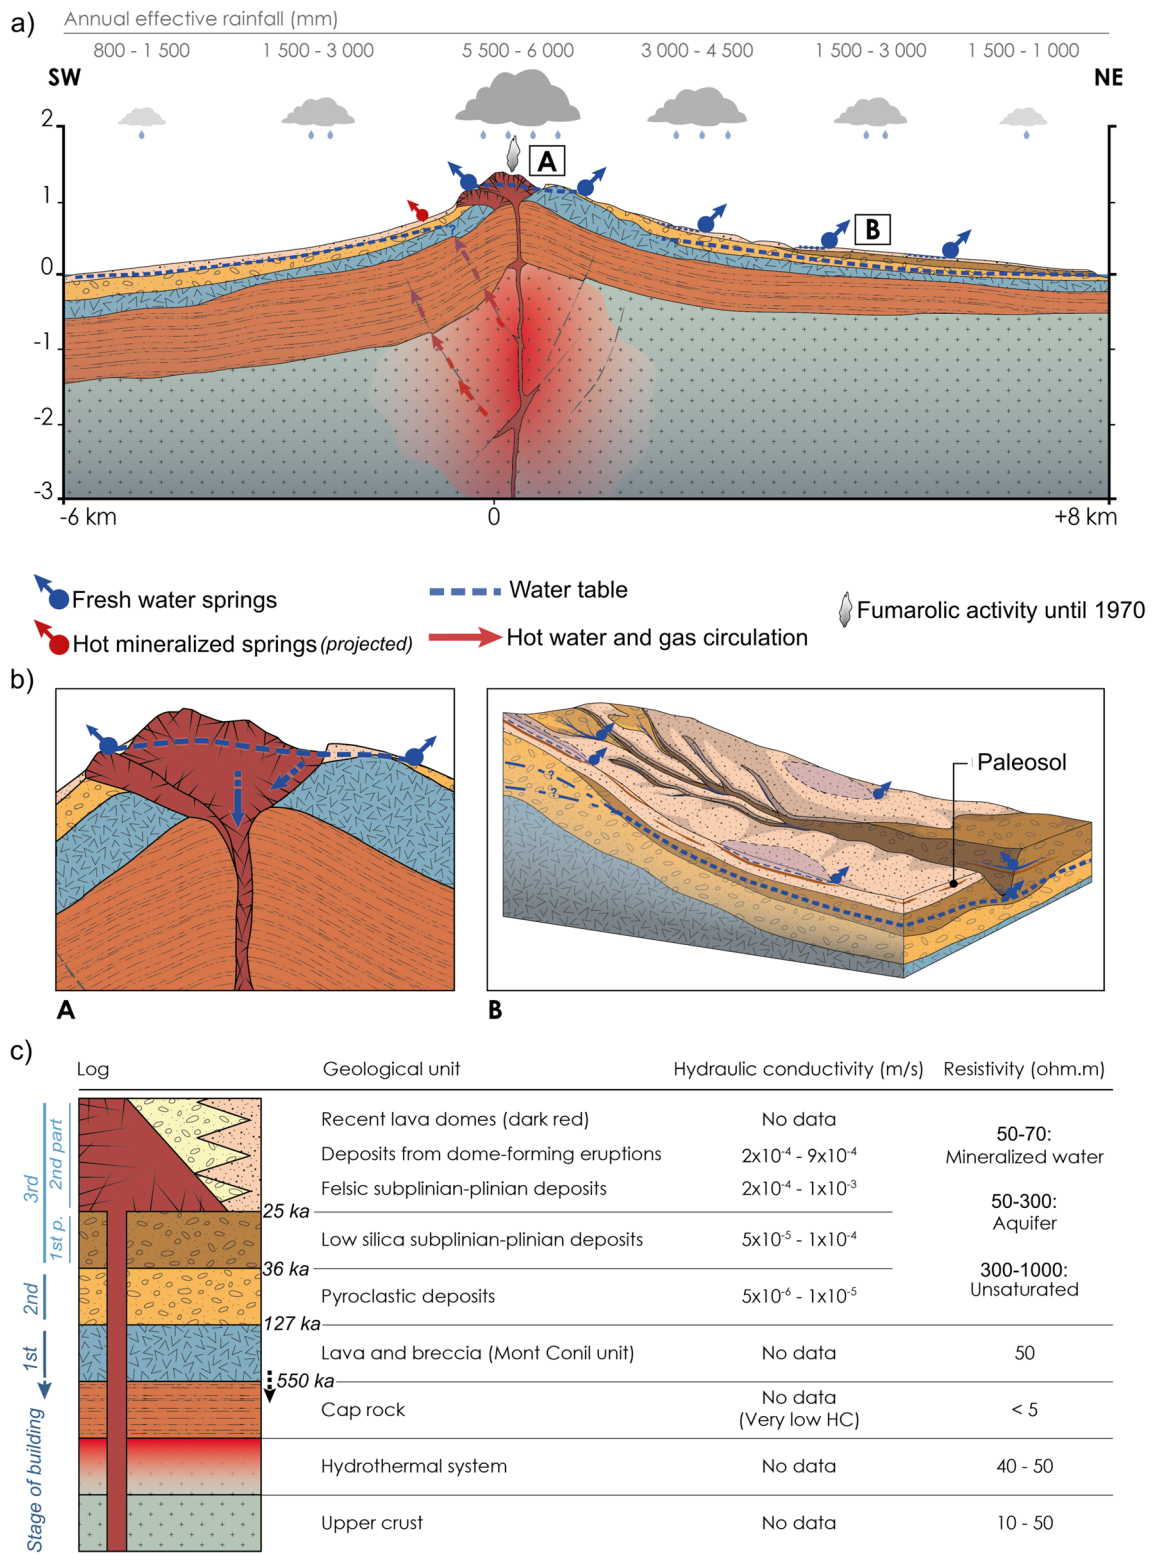 a)
Annual effective rainfall (mm)
800 - 1 500 1 500 - 3 000 5 500 - 6 000 3 000 - 4 500 1 500 - 3 000 1 500 - 1 000
SW NE
2
A
1
B
0
-1
-2
-3
-6 km 0 +8 km
Fresh water springs Water table Fumarolic activity until 1970
Hot mineralized springs (projected) Hot water and gas circulation
b)
Paleosol
? ?
A B
c)
Log Geological unit Hydraulic conductivity (m/s) Resistivity (ohm.m)
3rd 2nd part
Recent lava domes (dark red) No data
50-70:
Mineralized water
Deposits from dome-forming eruptions 2x10⁻⁴ - 9x10⁻⁴
Felsic subplinian-plinian deposits 2x10⁻⁴ - 1x10⁻³
50-300:
Aquifer
25 ka
1st p.
Low silica subplinian-plinian deposits 5x10⁻⁵ - 1x10⁻⁴
36 ka
300-1000:
Unsaturated
2nd
Pyroclastic deposits 5x10⁻⁶ - 1x10⁻⁵
127 ka
1st
Lava and breccia (Mont Conil unit) No data 50
550 ka
Cap rock No data
(Very low HC) < 5
Stage of building
Hydrothermal system No data 40 - 50
Upper crust No data 10 - 50